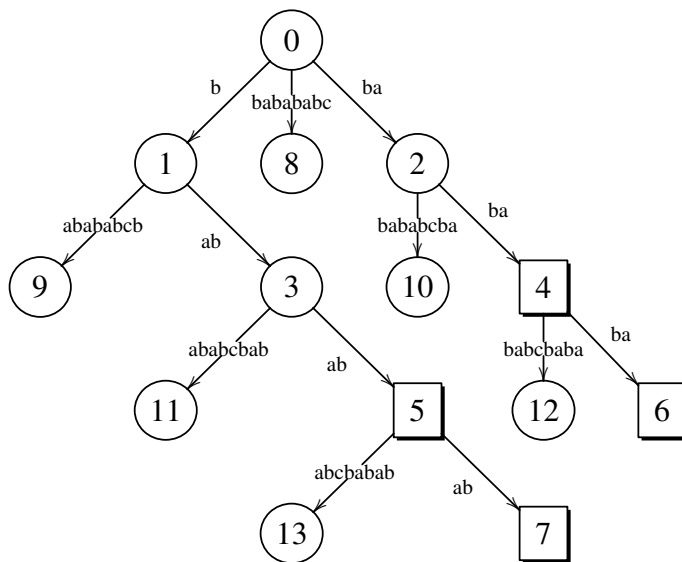 0
b babababc ba
1 8 2
abababcb ab bababcba ba
9 3 10 4
ababcbab ab babcbaba ba
11 5 12 6
abcbabab ab
13 7